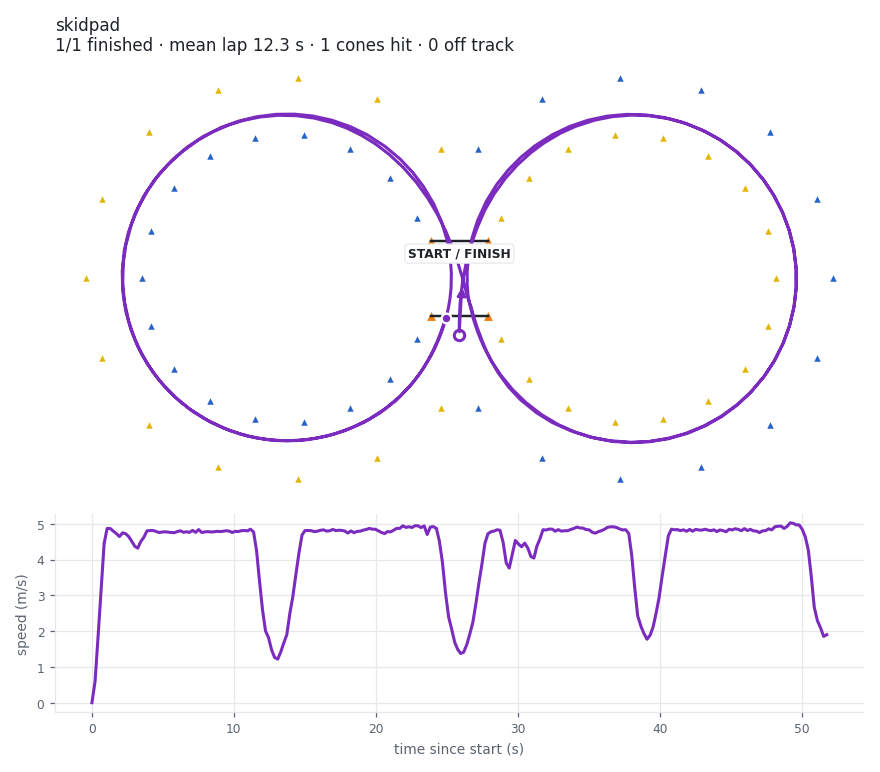 skidpad
1/1 finished · mean lap 12.3 s · 1 cones hit · 0 off track
START / FINISH
5
4
3
2
1
0
speed (m/s)
0 10 20 30 40 50
time since start (s)